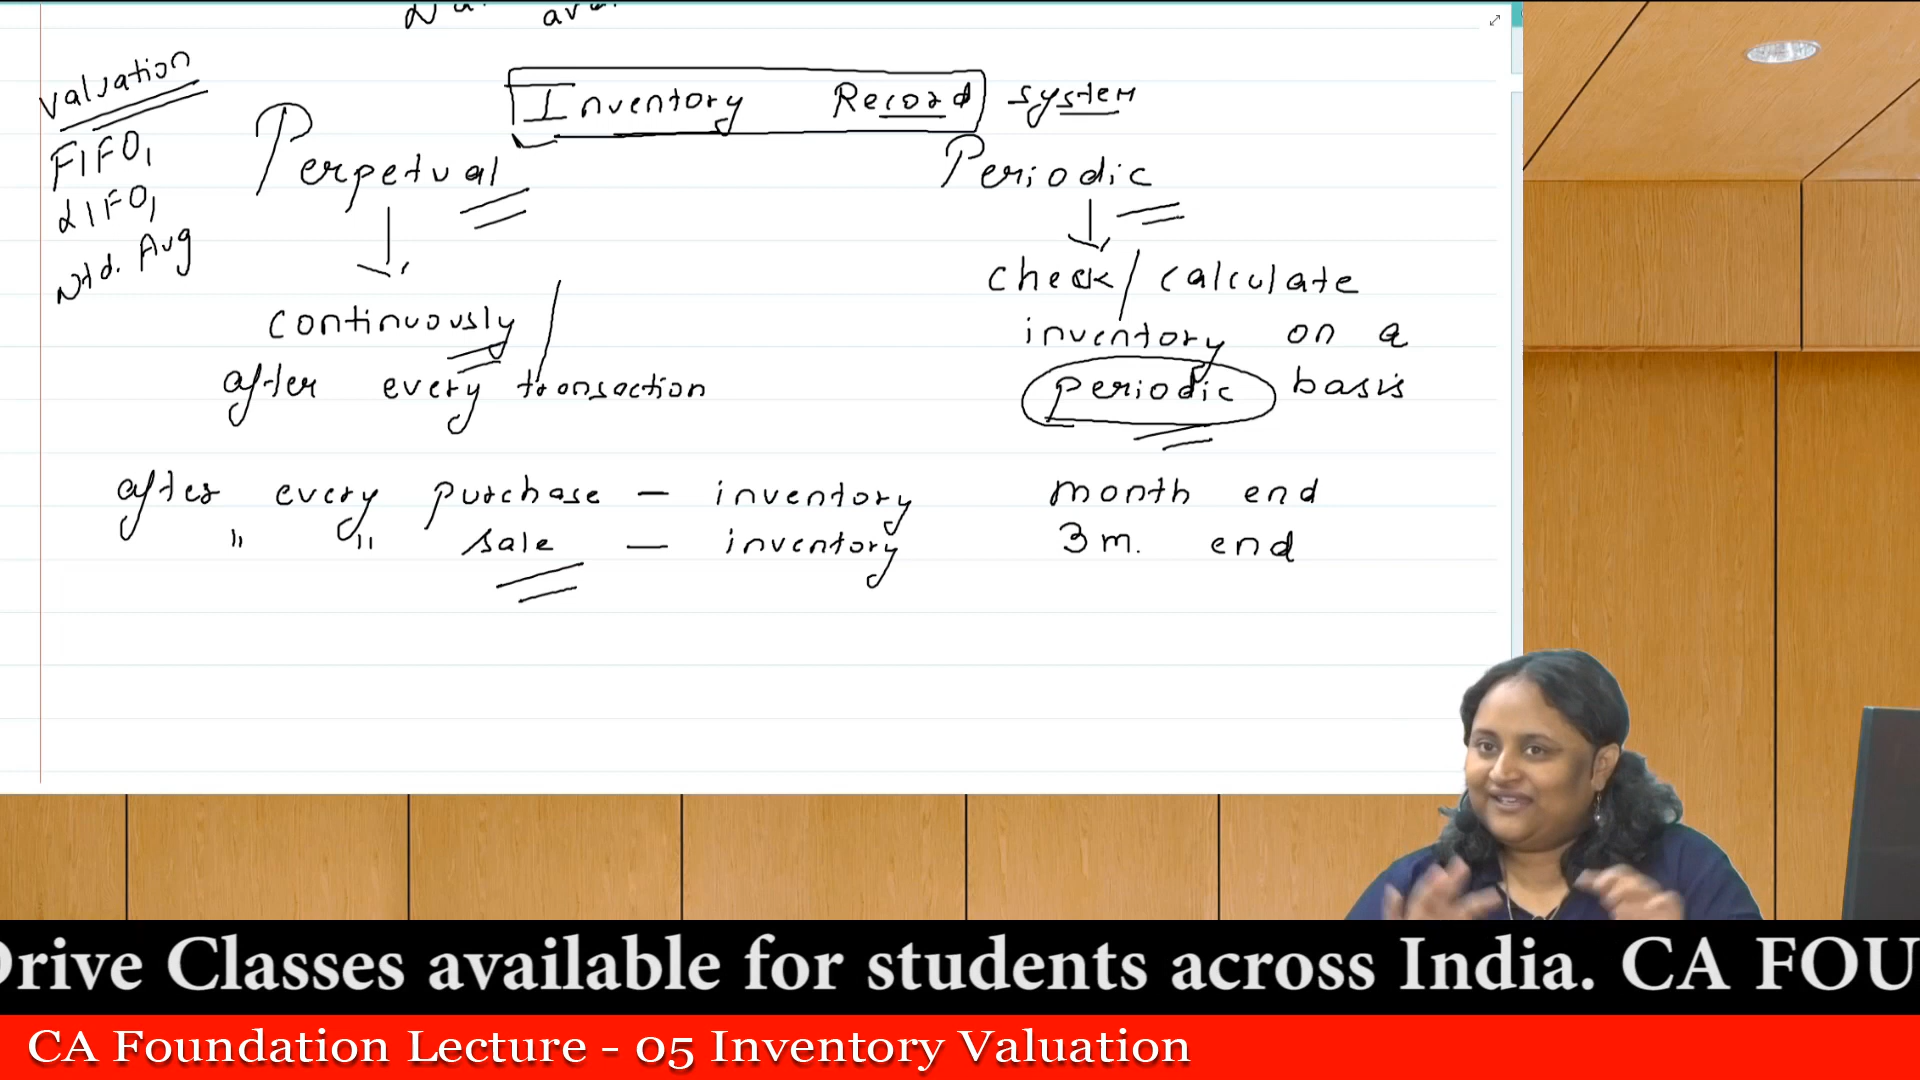 Valuation
FIFO,
LIFO,
Wtd. Avg
Inventory Record system
Perpetual
continuously /
after every transaction
after every purchase - inventory
" " sale - inventory
Periodic
check / calculate
inventory on a
periodic basis
month end
3 m. end
Drive Classes available for students across India. CA FOU
CA Foundation Lecture - 05 Inventory Valuation